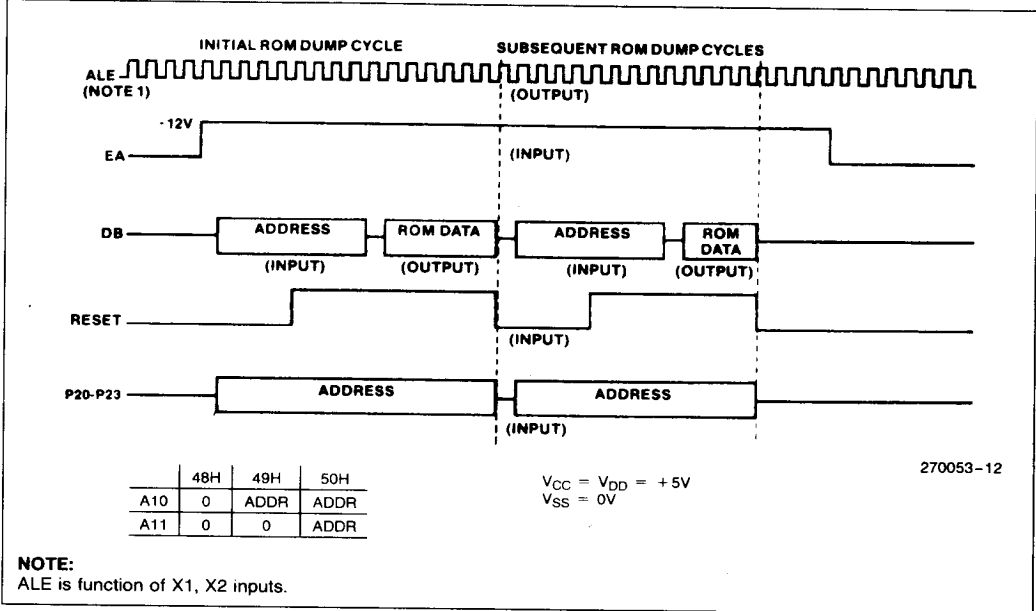 INITIAL ROM DUMP CYCLE
SUBSEQUENT ROM DUMP CYCLES
ALE
(NOTE 1)
(OUTPUT)
-12V
EA
(INPUT)
DB
ADDRESS
ROM DATA
ADDRESS
ROM
DATA
(INPUT)
(OUTPUT)
(INPUT)
(OUTPUT)
RESET
(INPUT)
P20-P23
ADDRESS
ADDRESS
(INPUT)
270053-12
48H 49H 50H
A10 0 ADDR ADDR
A11 0 0 ADDR
VCC = VDD = +5V
VSS = 0V
NOTE:
ALE is function of X1, X2 inputs.